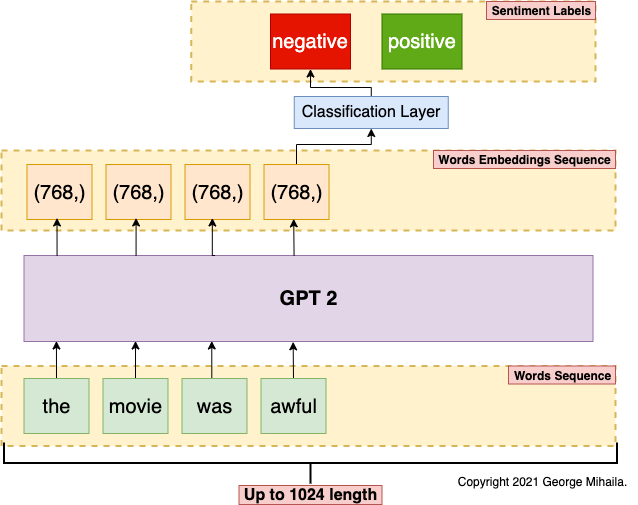 Sentiment Labels
negative positive
Classification Layer
Words Embeddings Sequence
(768,) (768,) (768,) (768,)
GPT 2
Words Sequence
the movie was awful
Copyright 2021 George Mihaila.
Up to 1024 length